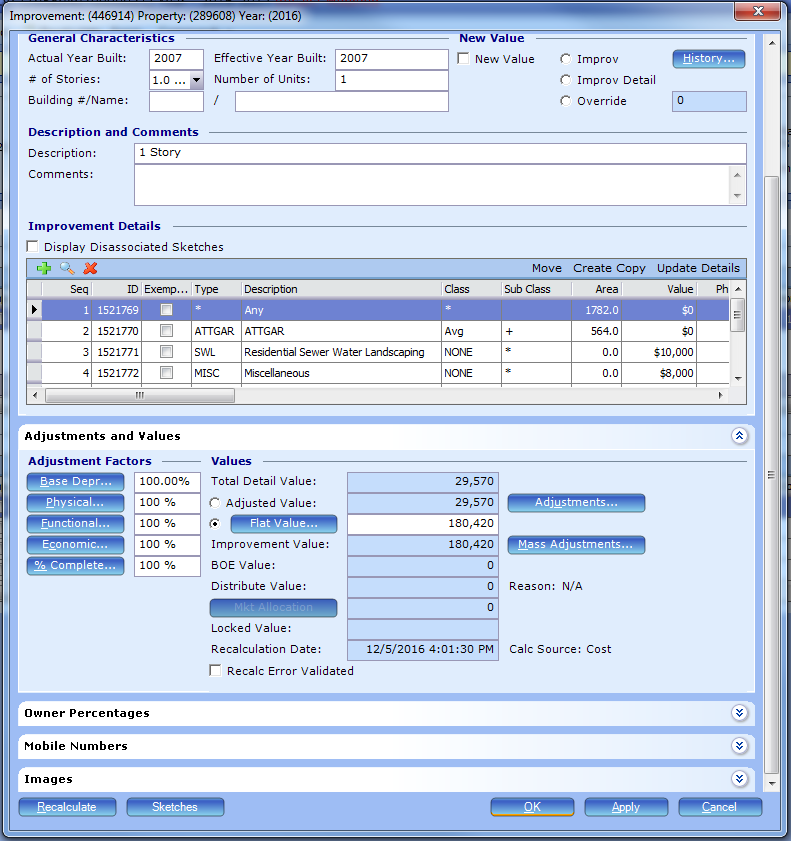 Improvement: (446914) Property: (289608) Year: (2016)
General Characteristics
New Value
Actual Year Built: 2007 Effective Year Built: 2007
New Value Improv History...
# of Stories: 1.0 ... Number of Units: 1
Improv Detail
Building #/Name: /
Override 0
Description and Comments
Description: 1 Story
Comments:
Improvement Details
Display Disassociated Sketches
Move Create Copy Update Details
Seq ID Exemp... Type Description Class Sub Class Area Value Ph
1 1521769 * Any * 1782.0 $0
2 1521770 ATTGAR ATTGAR Avg + 564.0 $0
3 1521771 SWL Residential Sewer Water Landscaping NONE * 0.0 $10,000
4 1521772 MISC Miscellaneous NONE * 0.0 $8,000
Adjustments and Values
Adjustment Factors Values
Base Depr... 100.00% Total Detail Value: 29,570
Physical... 100 % Adjusted Value: 29,570 Adjustments...
Functional... 100 % Flat Value... 180,420
Economic... 100 % Improvement Value: 180,420 Mass Adjustments...
% Complete... 100 % BOE Value: 0
Distribute Value: 0 Reason: N/A
Mkt Allocation 0
Locked Value:
Recalculation Date: 12/5/2016 4:01:30 PM Calc Source: Cost
Recalc Error Validated
Owner Percentages
Mobile Numbers
Images
Recalculate Sketches OK Apply Cancel